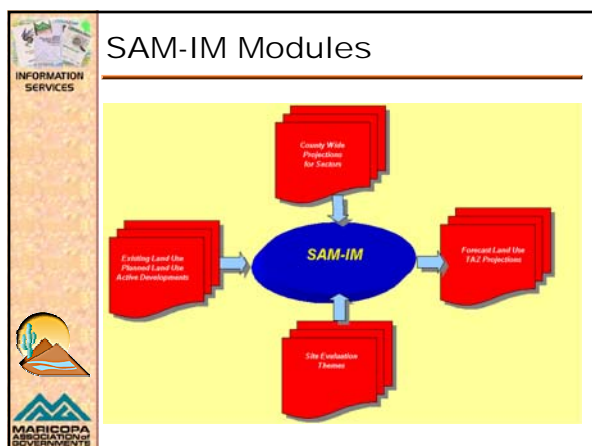 SAM-IM Modules
INFORMATION
SERVICES
County Wide
Projections
for Sectors
Existing Land Use
Planned Land Use
Active Developments
SAM-IM
Forecast Land Use
TAZ Projections
Site Evaluation
Themes
MARICOPA
ASSOCIATION of
GOVERNMENTS